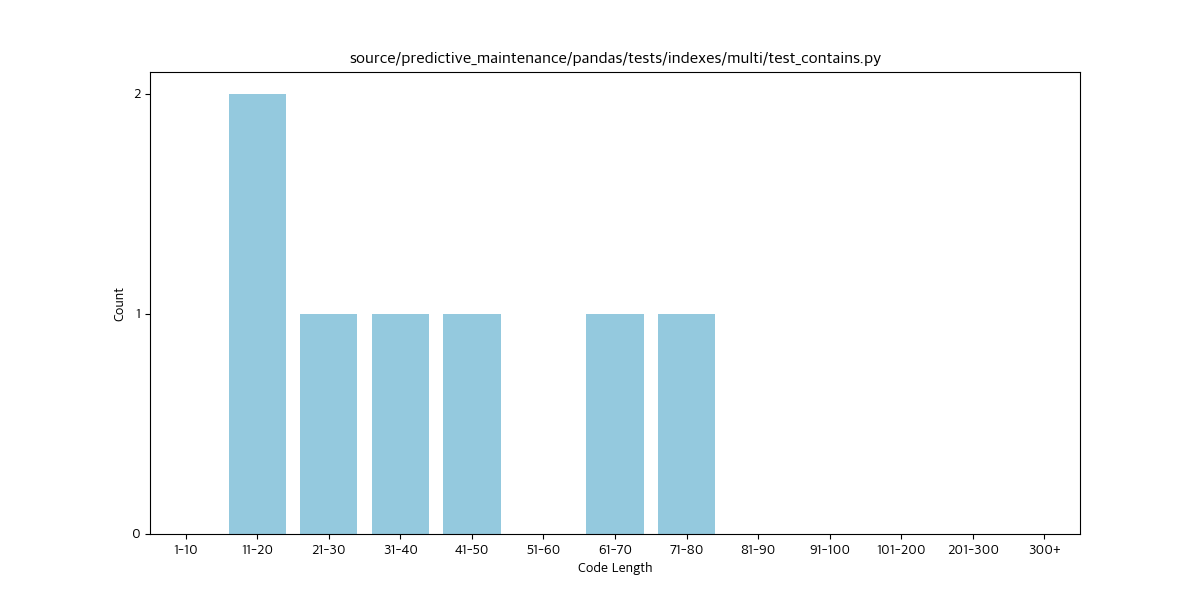 source/predictive_maintenance/pandas/tests/indexes/multi/test_contains.py
2
1
0
Count
1-10 11-20 21-30 31-40 41-50 51-60 61-70 71-80 81-90 91-100 101-200 201-300 300+
Code Length